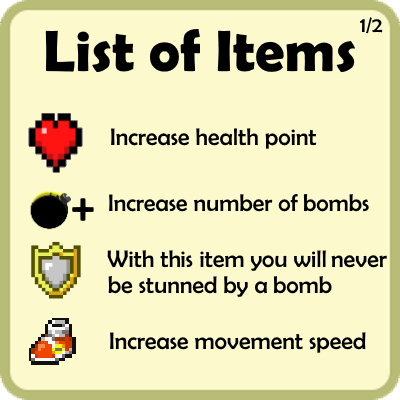 1/2
List of Items
Increase health point
+ Increase number of bombs
With this item you will never
be stunned by a bomb
Increase movement speed